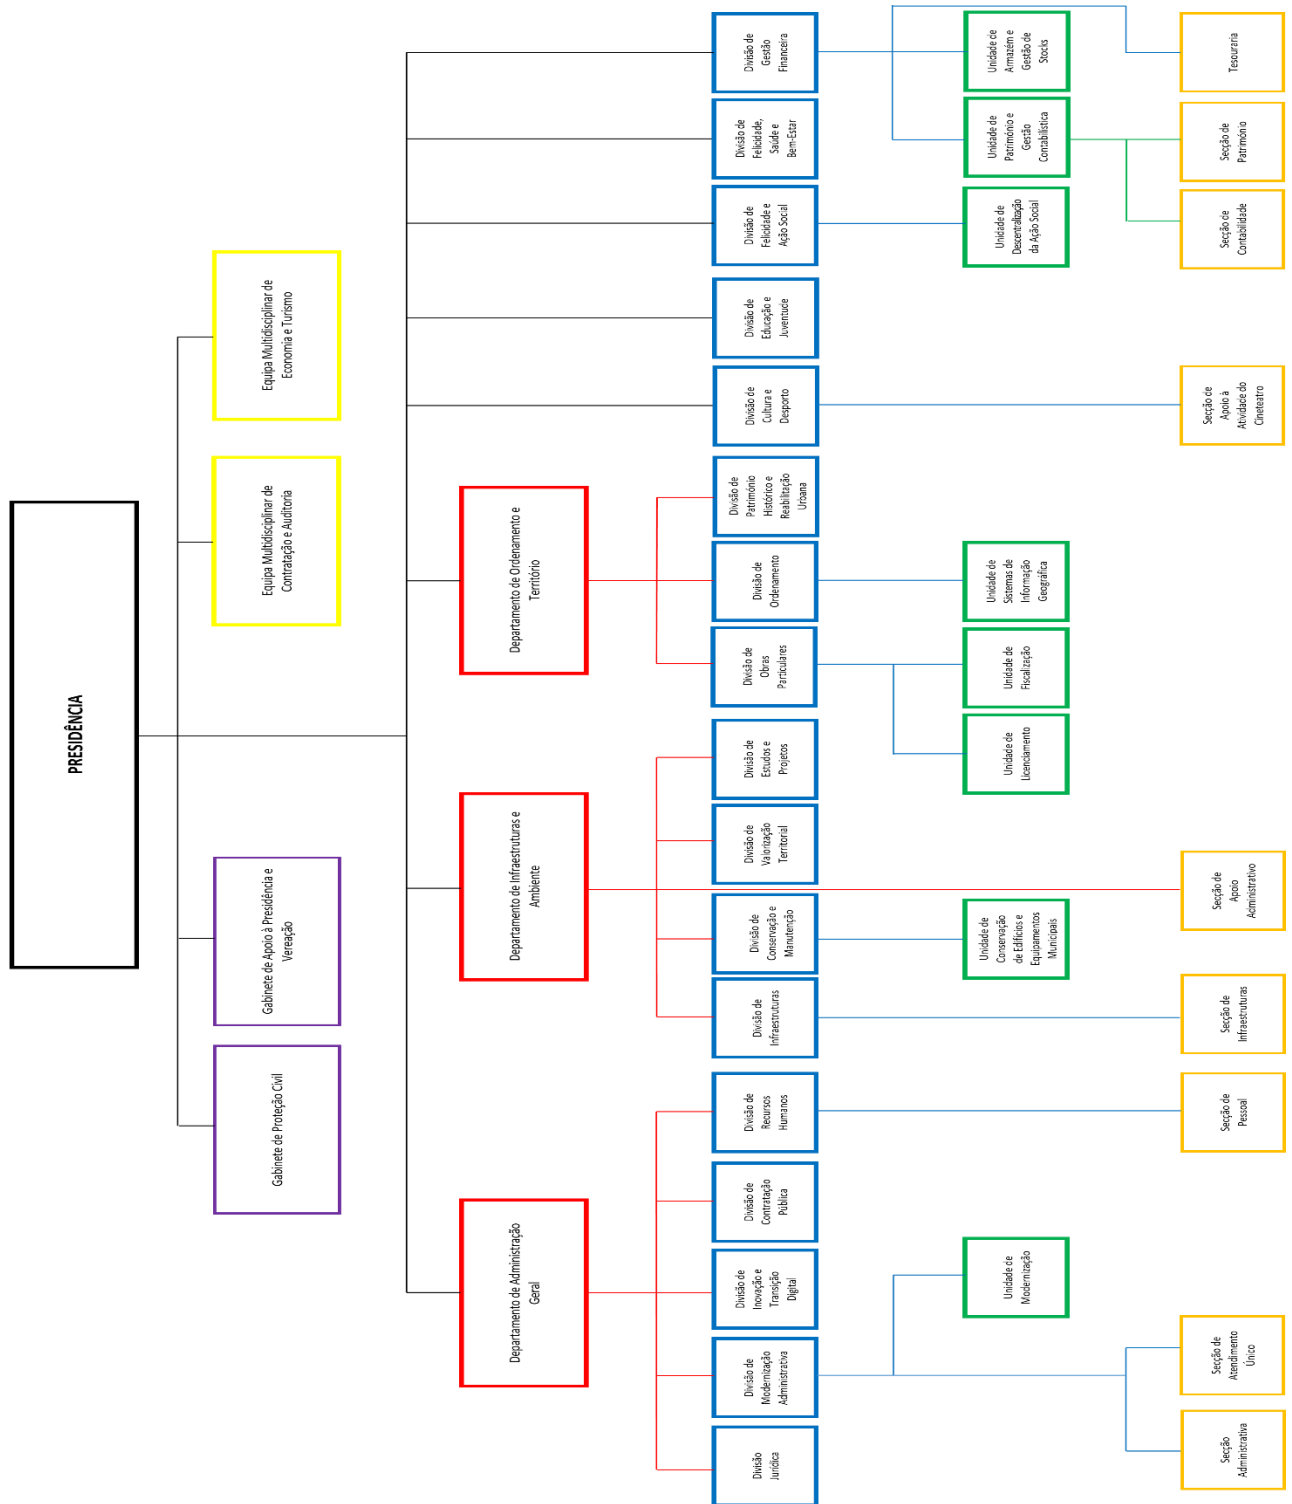 PRESIDÊNCIA
Gabinete de Proteção Civil
Gabinete de Apoio à Presidência e
Vereação
Equipa Multidisciplinar de
Contratação e Auditoria
Equipa Multidisciplinar de
Economia e Turismo
Departamento de Administração
Geral
Departamento de Infraestruturas e
Ambiente
Departamento de Ordenamento e
Território
Divisão
Jurídica
Divisão de
Modernização
Administrativa
Divisão de
Inovação e
Transição
Digital
Divisão de
Contratação
Pública
Divisão de
Recursos
Humanos
Divisão de
Infraestruturas
Divisão de
Conservação e
Manutenção
Divisão de
Valorização
Territorial
Divisão de
Estudos e
Projetos
Divisão de
Obras
Particulares
Divisão de
Ordenamento
Divisão de
Património
Histórico e
Reabilitação
Urbana
Divisão de
Cultura e
Desporto
Divisão de
Educação e
Juventude
Divisão de
Felicidade e
Ação Social
Divisão de
Felicidade,
Saúde e
Bem-Estar
Divisão de
Gestão
Financeira
Unidade de
Modernização
Unidade de
Conservação
de Edifícios e
Equipamentos
Municipais
Unidade de
Licenciamento
Unidade de
Fiscalização
Unidade de
Sistemas de
Informação
Geográfica
Unidade de
Descentralização
da Ação Social
Unidade de
Património e
Gestão
Contabilística
Unidade de
Armazém e
Gestão de
Stocks
Secção
Administrativa
Secção de
Atendimento
Único
Secção de
Pessoal
Secção de
Infraestruturas
Secção de
Apoio
Administrativo
Secção de
Apoio à
Atividade do
Cineteatro
Secção de
Contabilidade
Secção de
Património
Tesouraria